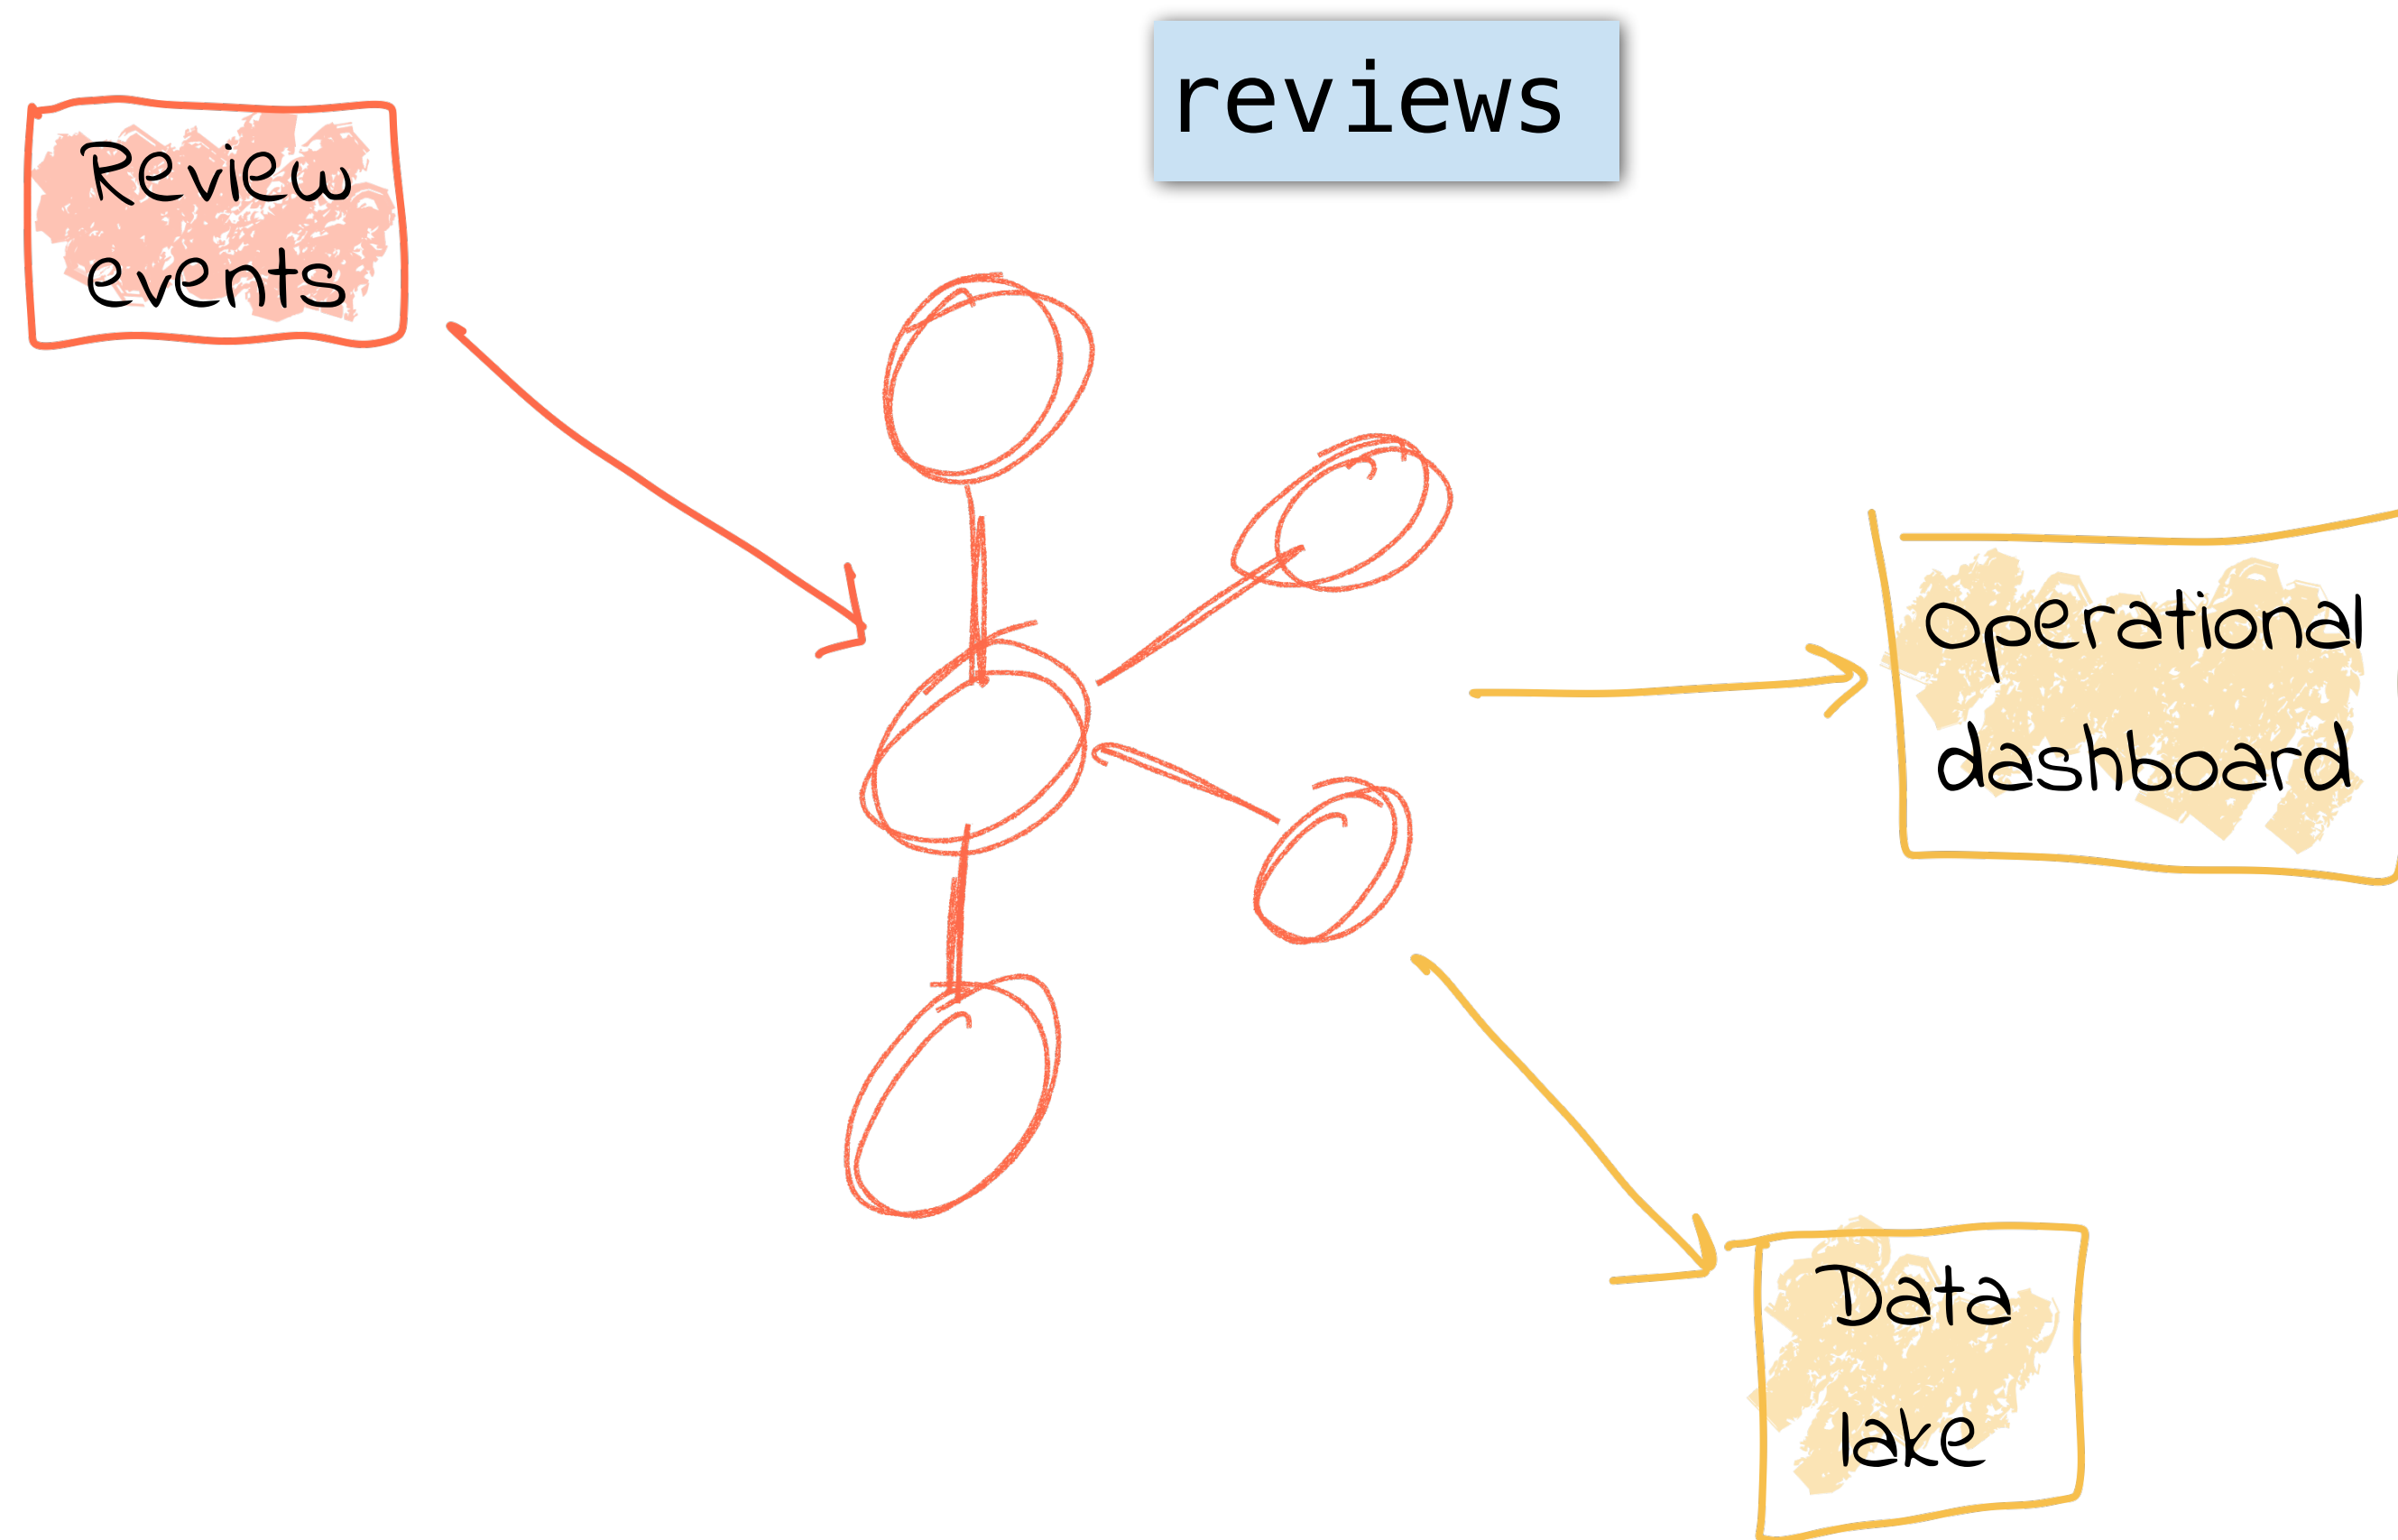 reviews
Review
events
Operational
dashboard
Data
lake